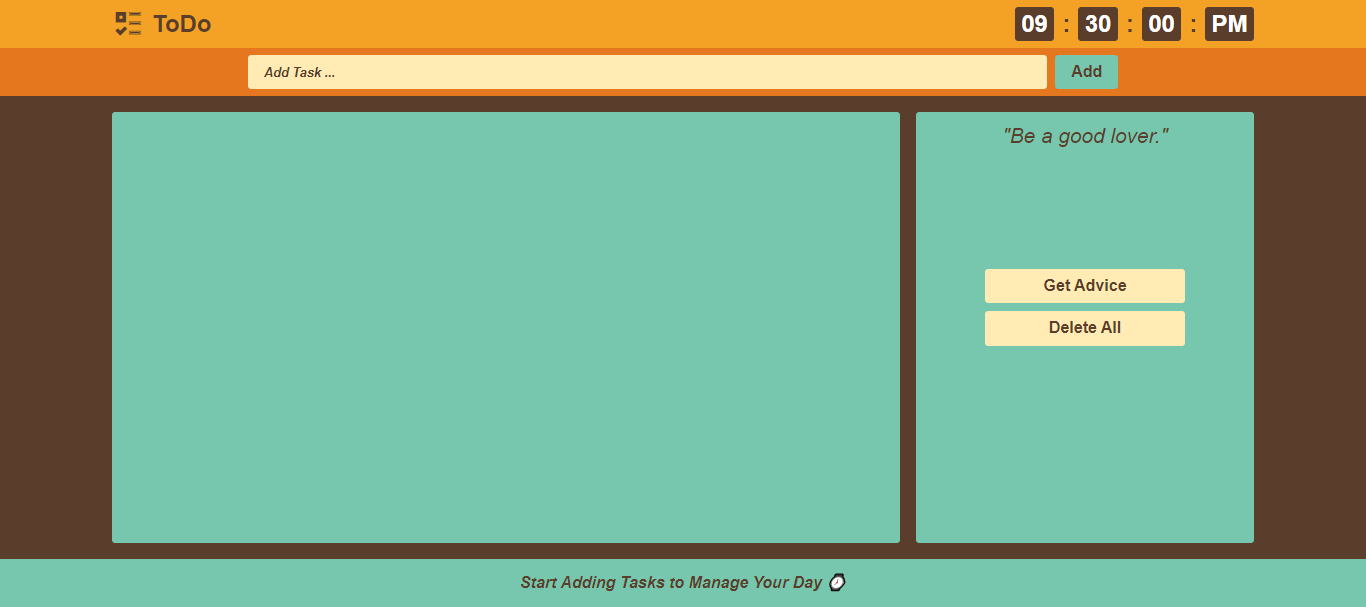 ToDo
09 : 30 : 00 : PM
Add Task ...
Add
"Be a good lover."
Get Advice
Delete All
Start Adding Tasks to Manage Your Day ⌚